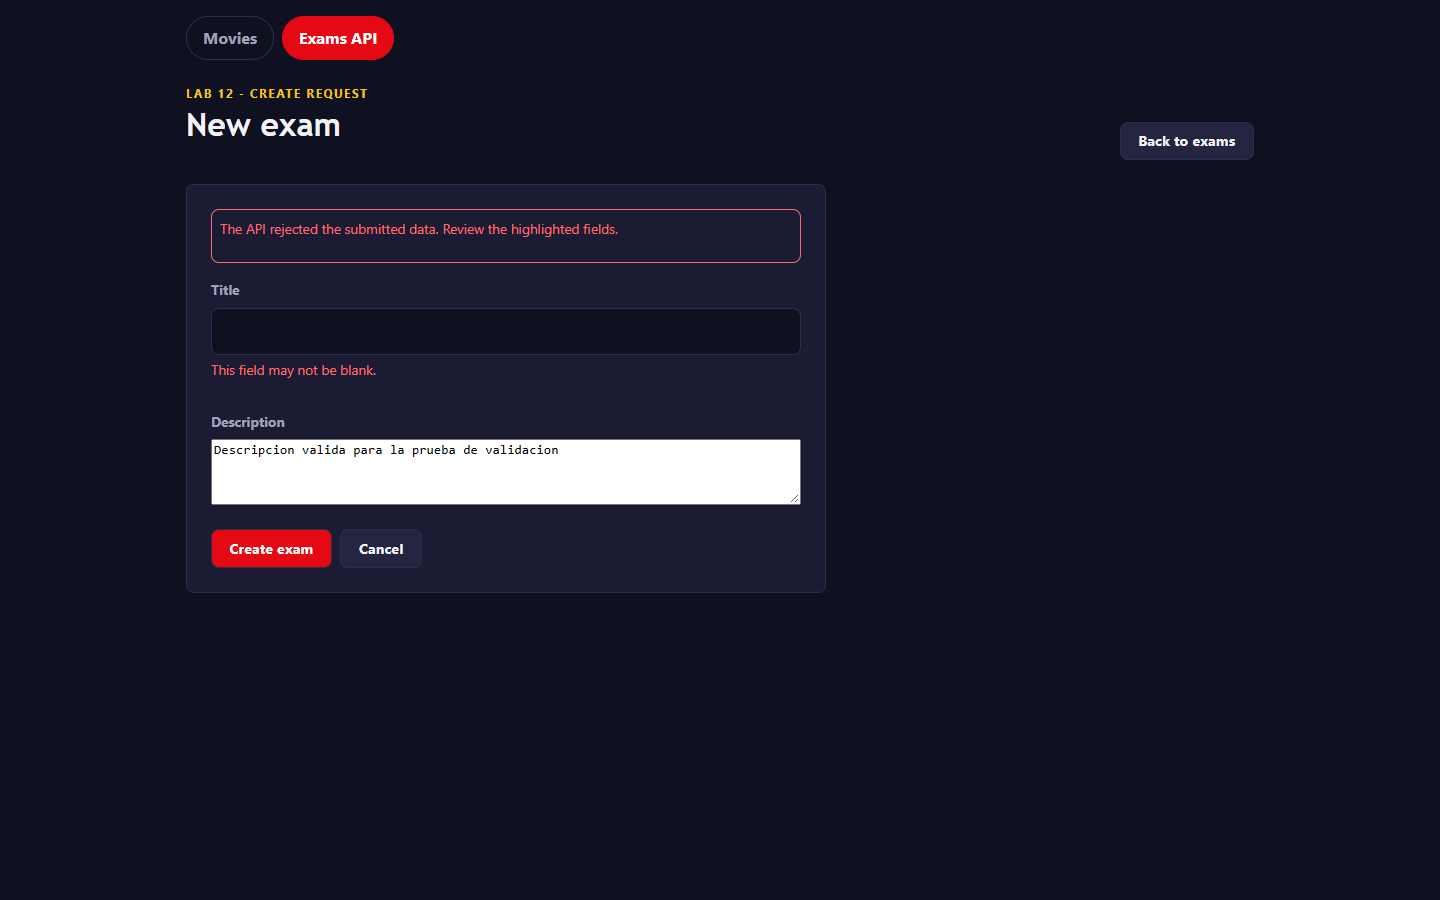 Movies
Exams API
LAB 12 - CREATE REQUEST
New exam
Back to exams
The API rejected the submitted data. Review the highlighted fields.
Title
This field may not be blank.
Description
Descripcion valida para la prueba de validacion
Create exam
Cancel